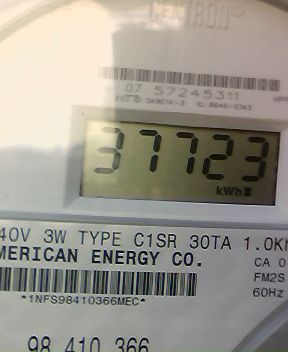 CENTRON®
07 57245311
37723
kWh
40V 3W TYPE C1SR 30TA 1.0K
MERICAN ENERGY CO.
CA 0
FM2S
60Hz
*1NFS98410366MEC*
98 410 366